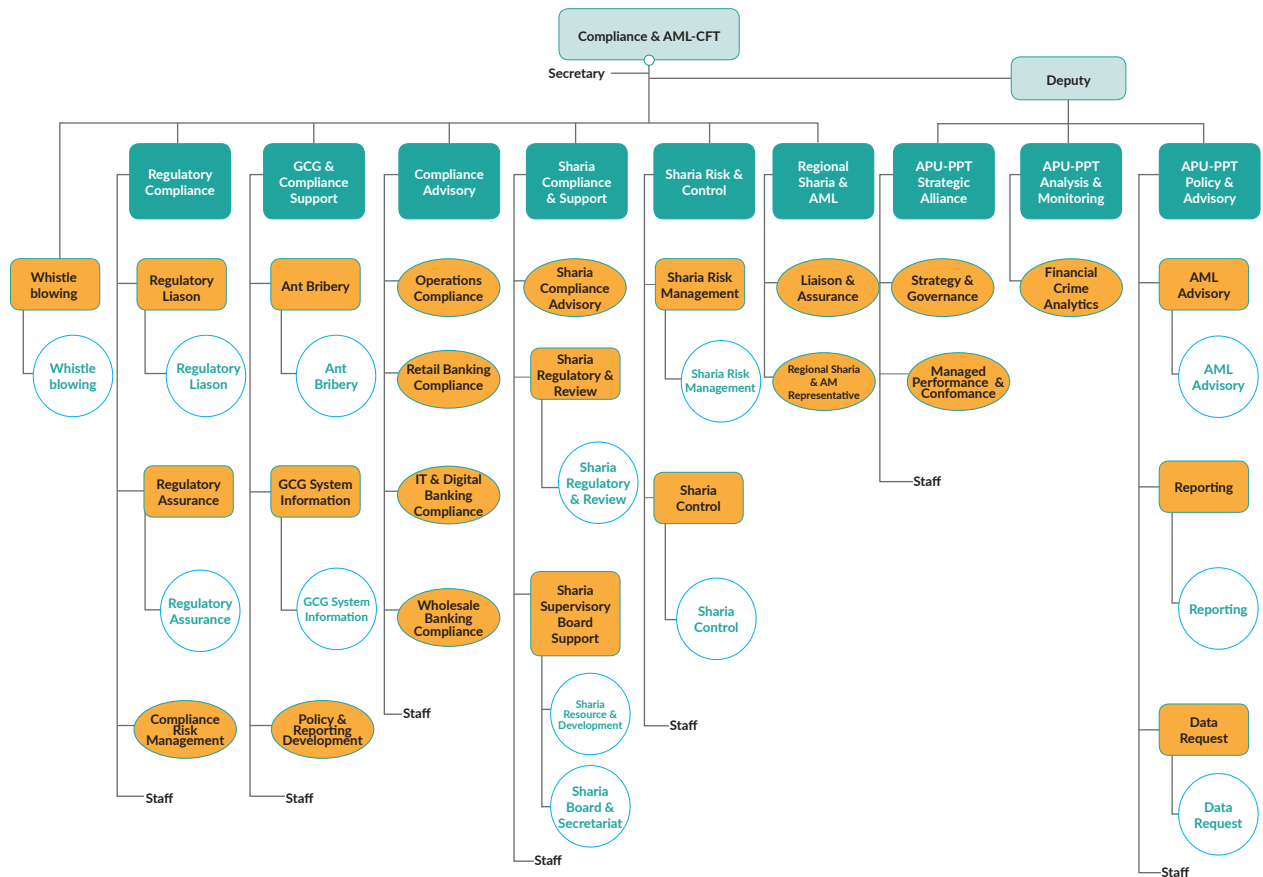 Compliance & AML-CFT
Secretary
Deputy
Regulatory
Compliance
GCG &
Compliance
Support
Compliance
Advisory
Sharia
Compliance
& Support
Sharia Risk &
Control
Regional
Sharia &
AML
APU-PPT
Strategic
Alliance
APU-PPT
Analysis &
Monitoring
APU-PPT
Policy &
Advisory
Whistle
blowing
Regulatory
Liason
Ant Bribery
Operations
Compliance
Sharia
Compliance
Advisory
Sharia Risk
Management
Liaison &
Assurance
Strategy &
Governance
Financial
Crime
Analytics
AML
Advisory
Whistle
blowing
Regulatory
Liason
Ant
Bribery
Retail Banking
Compliance
Sharia
Regulatory &
Review
Sharia Risk
Management
Regional Sharia
& AM
Representative
Managed
Performance &
Confomance
AML
Advisory
Regulatory
Assurance
GCG System
Information
IT & Digital
Banking
Compliance
Sharia
Regulatory
& Review
Sharia
Control
Staff
Reporting
Regulatory
Assurance
GCG System
Information
Wholesale
Banking
Compliance
Sharia
Supervisory
Board
Support
Sharia
Control
Reporting
Compliance
Risk
Management
Policy &
Reporting
Development
Staff
Sharia
Resource &
Development
Staff
Data
Request
Staff
Staff
Sharia
Board &
Secretariat
Data
Request
Staff
Staff